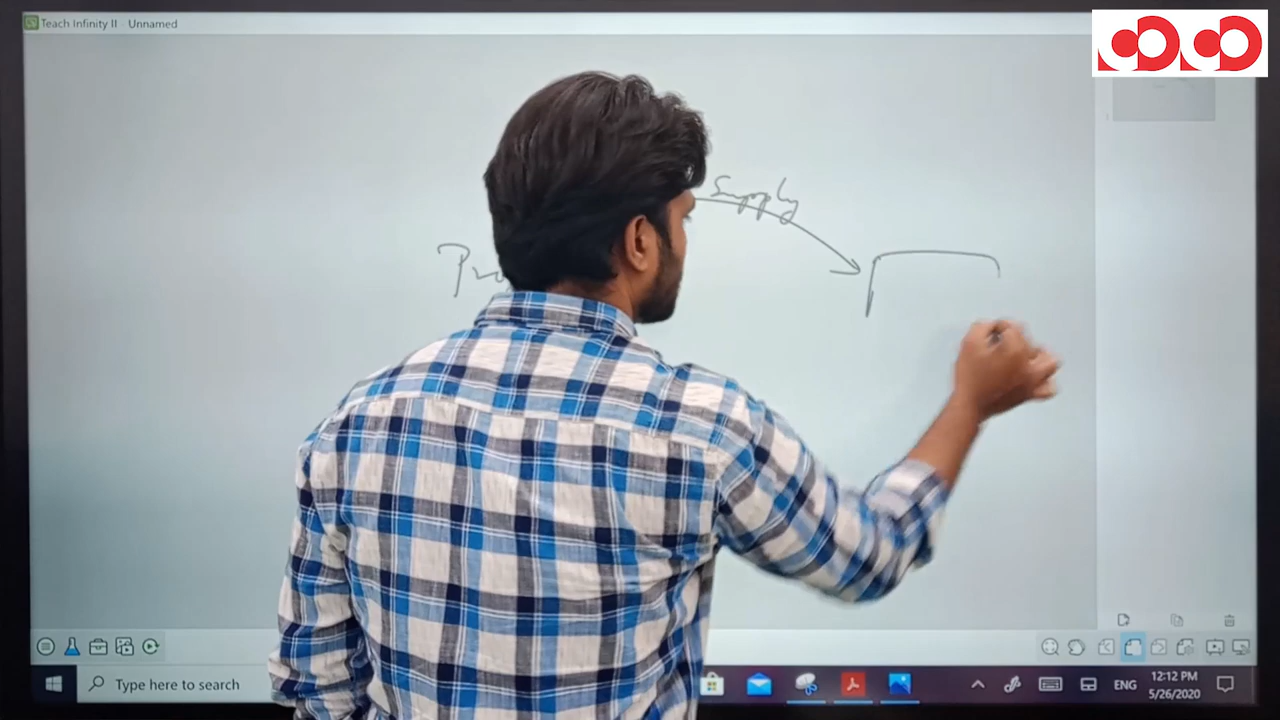 Teach Infinity II - Unnamed
Supply
Type here to search
ENG
12:12 PM
5/26/2020